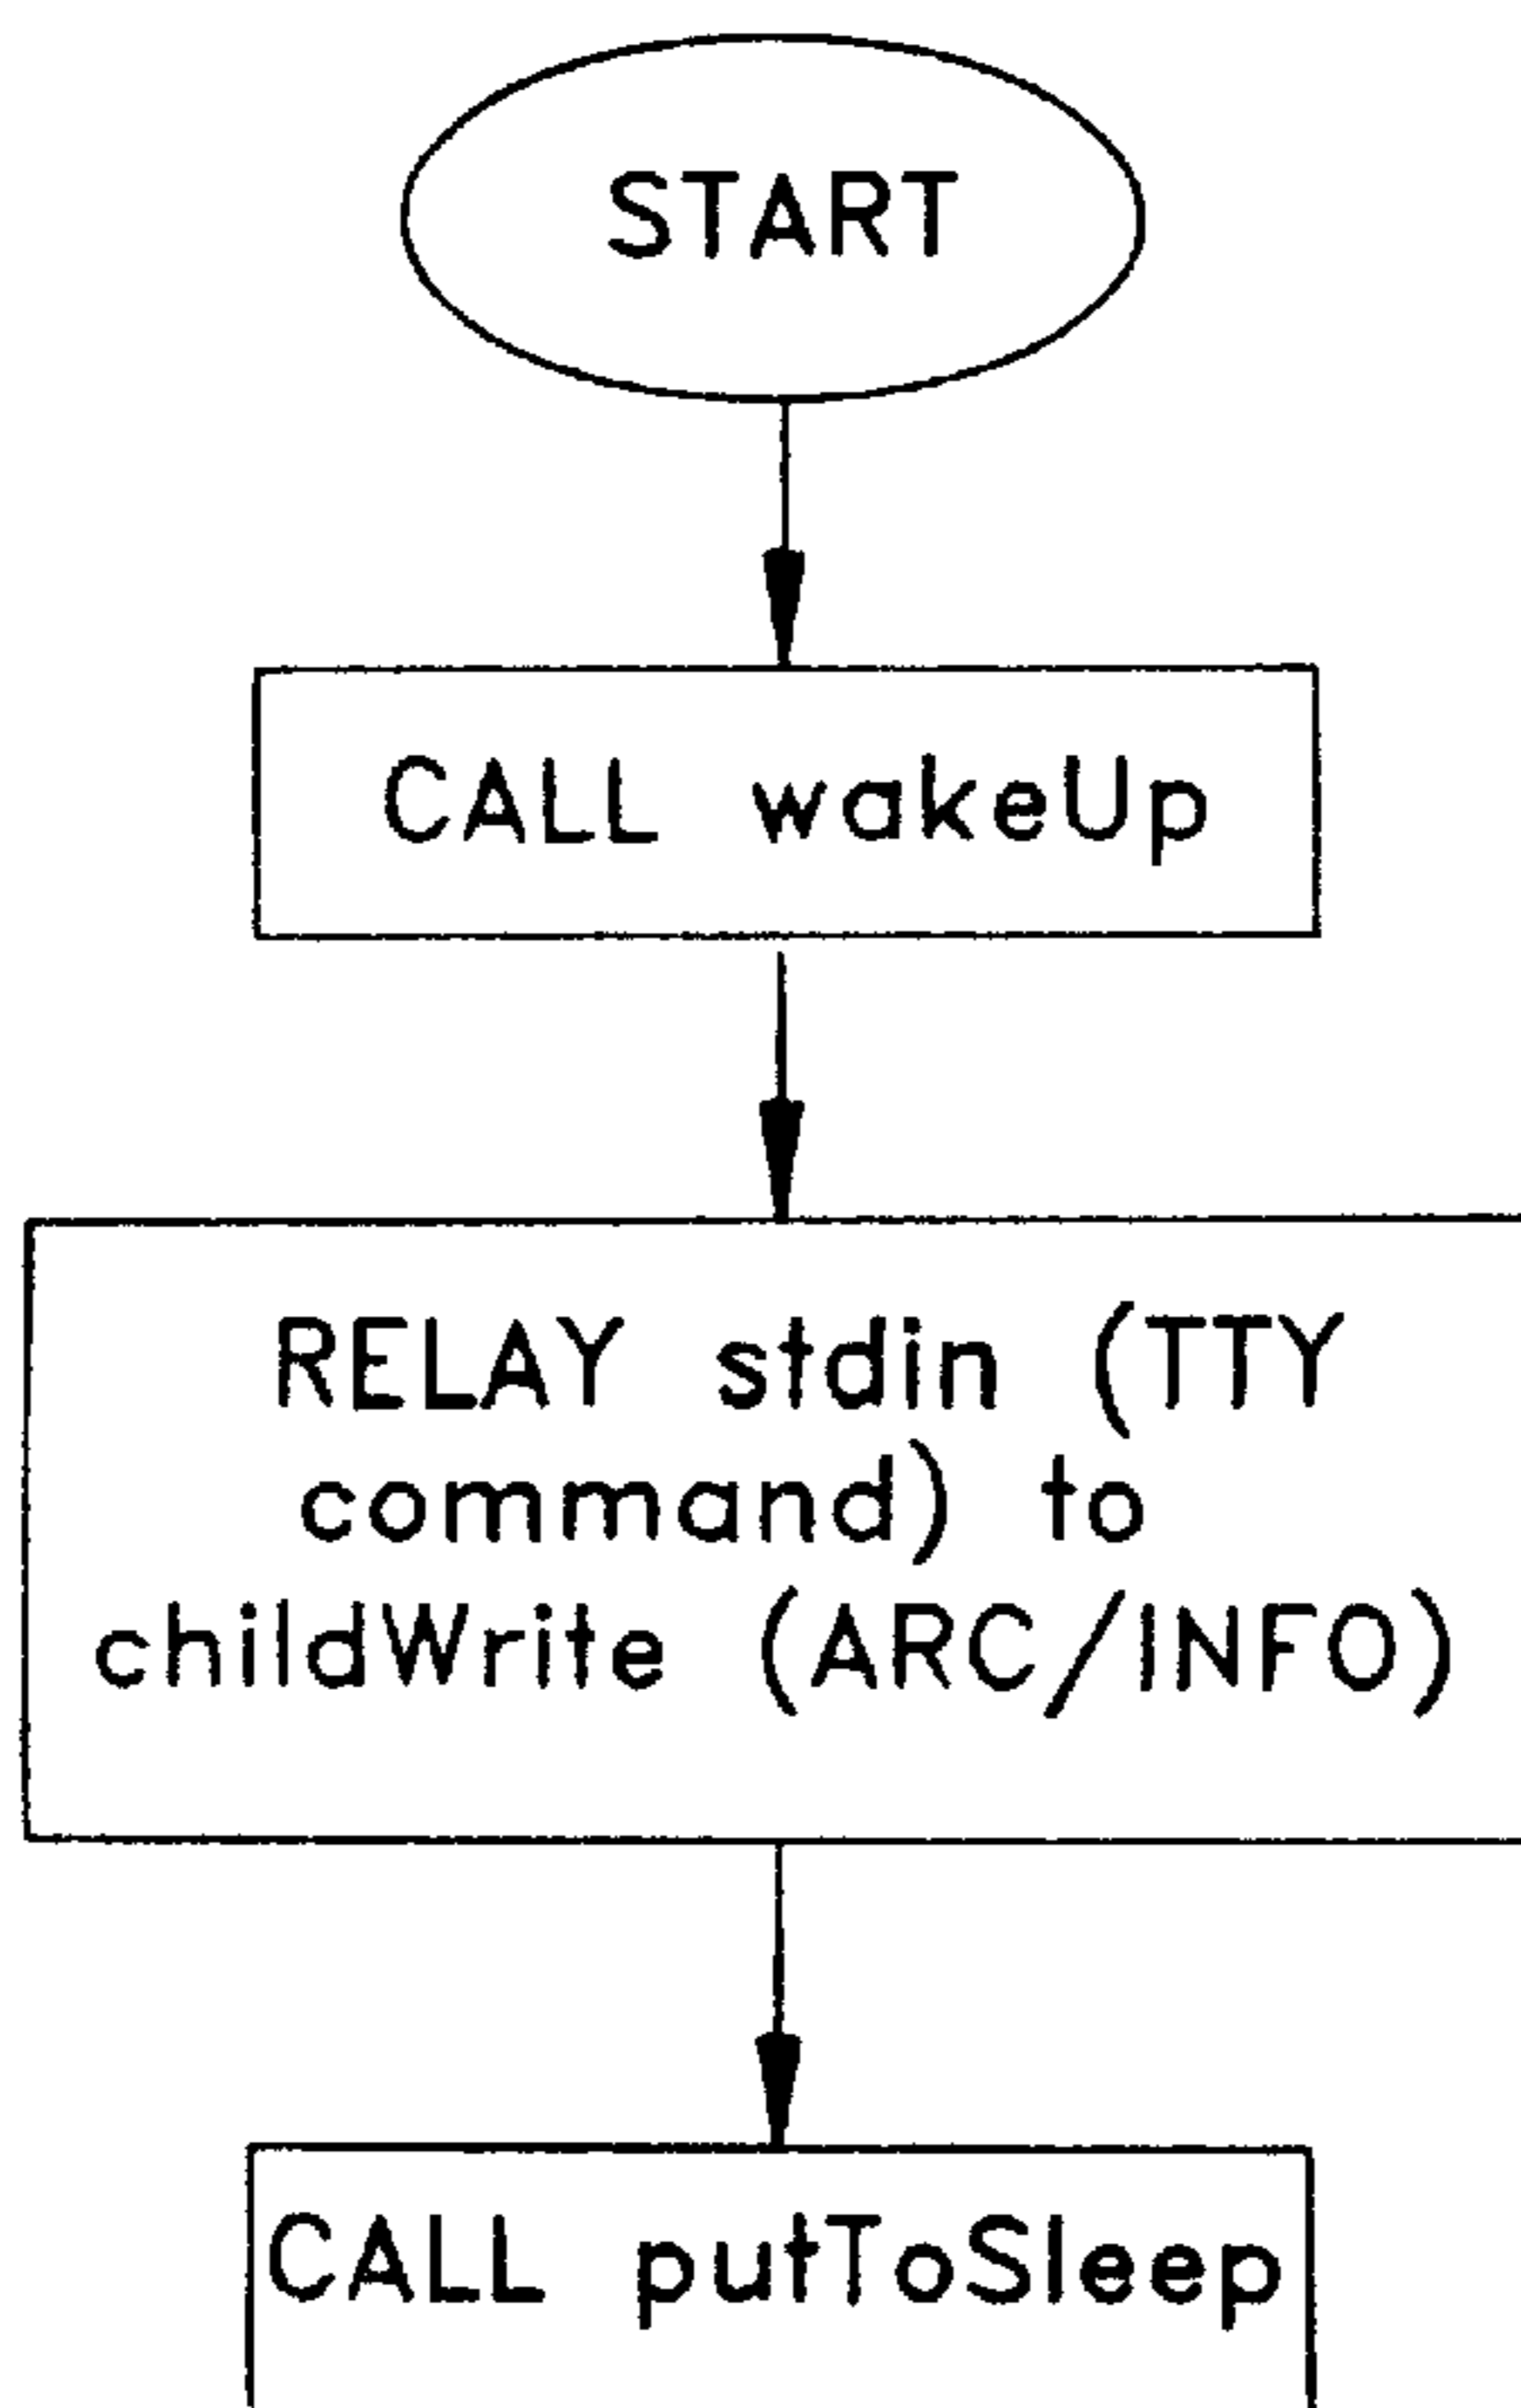 START
CALL wakeUp
RELAY stdin (TTY
command) to
childWrite (ARC/INFO)
CALL putToSleep